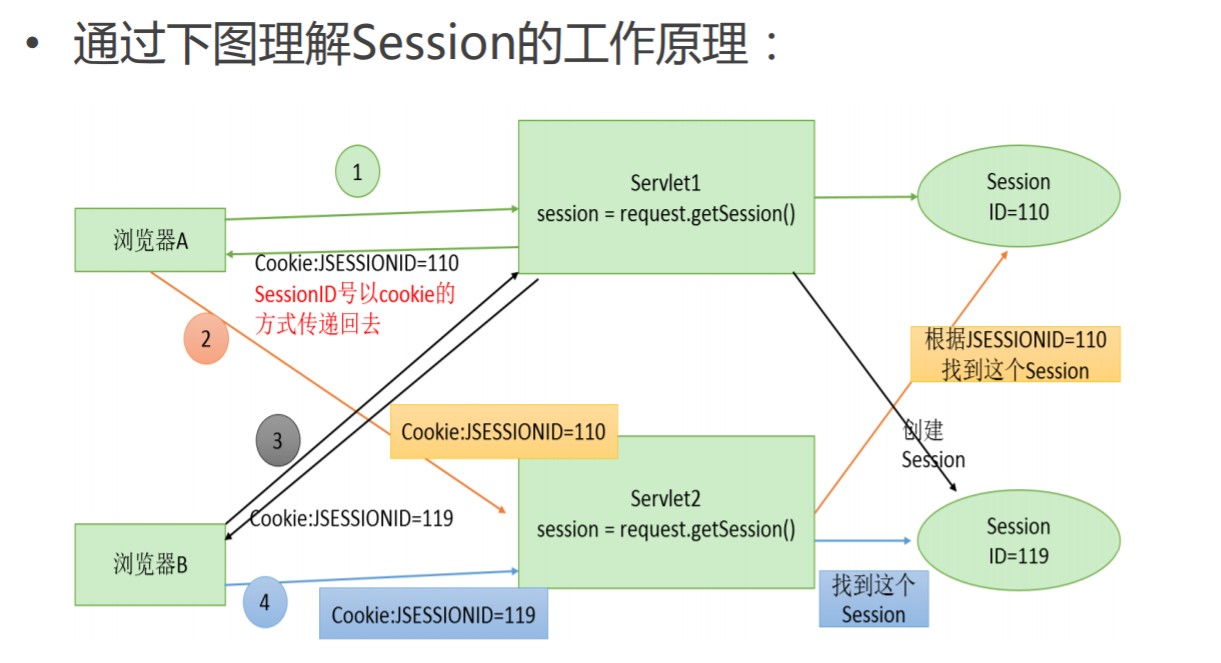 • 通过下图理解Session的工作原理：
1
Servlet1
session = request.getSession()
Session
ID=110
浏览器A
Cookie:JSESSIONID=110
SessionID号以cookie的
方式传递回去
2
根据JSESSIONID=110
找到这个Session
3
Cookie:JSESSIONID=110
创建
Session
Servlet2
session = request.getSession()
Cookie:JSESSIONID=119
Session
ID=119
浏览器B
4
Cookie:JSESSIONID=119
找到这个
Session